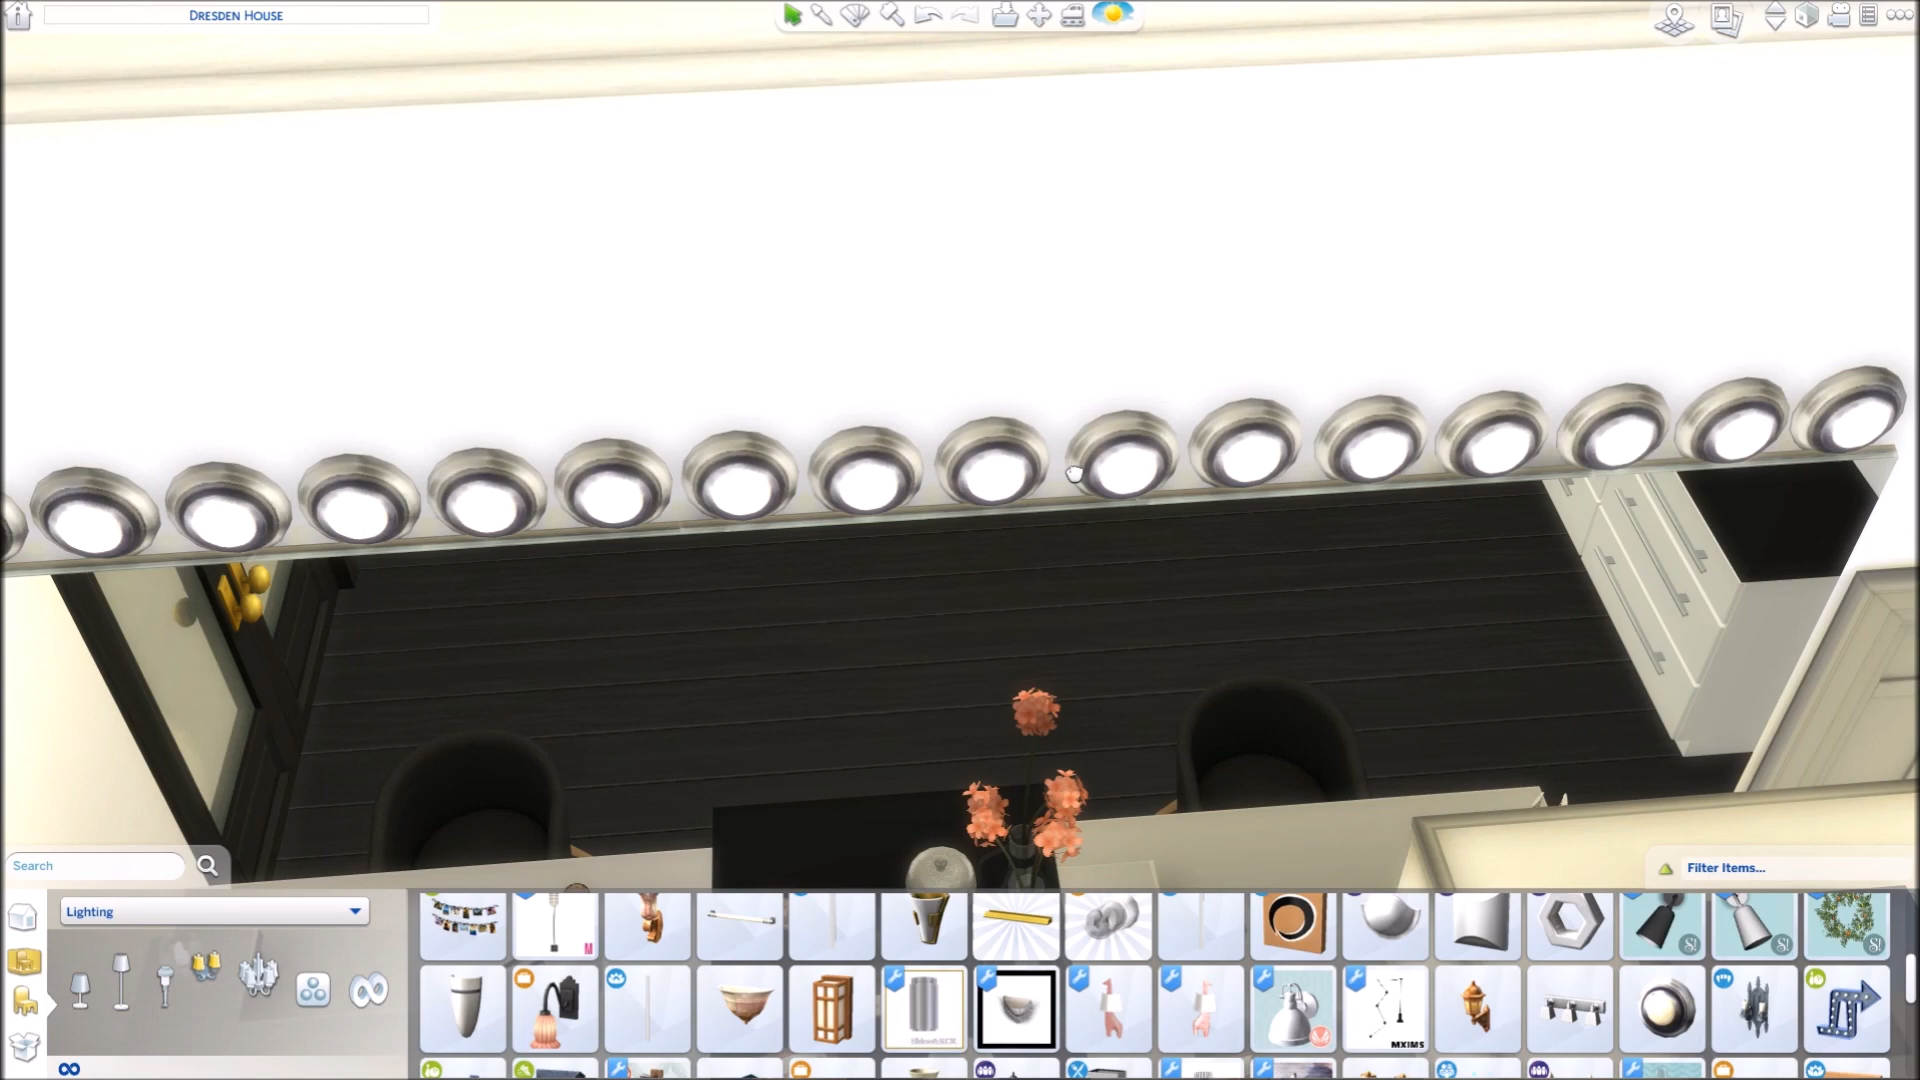 DRESDEN HOUSE
Search
Filter Items...
Lighting
M
S!
S!
S!
MXIMS